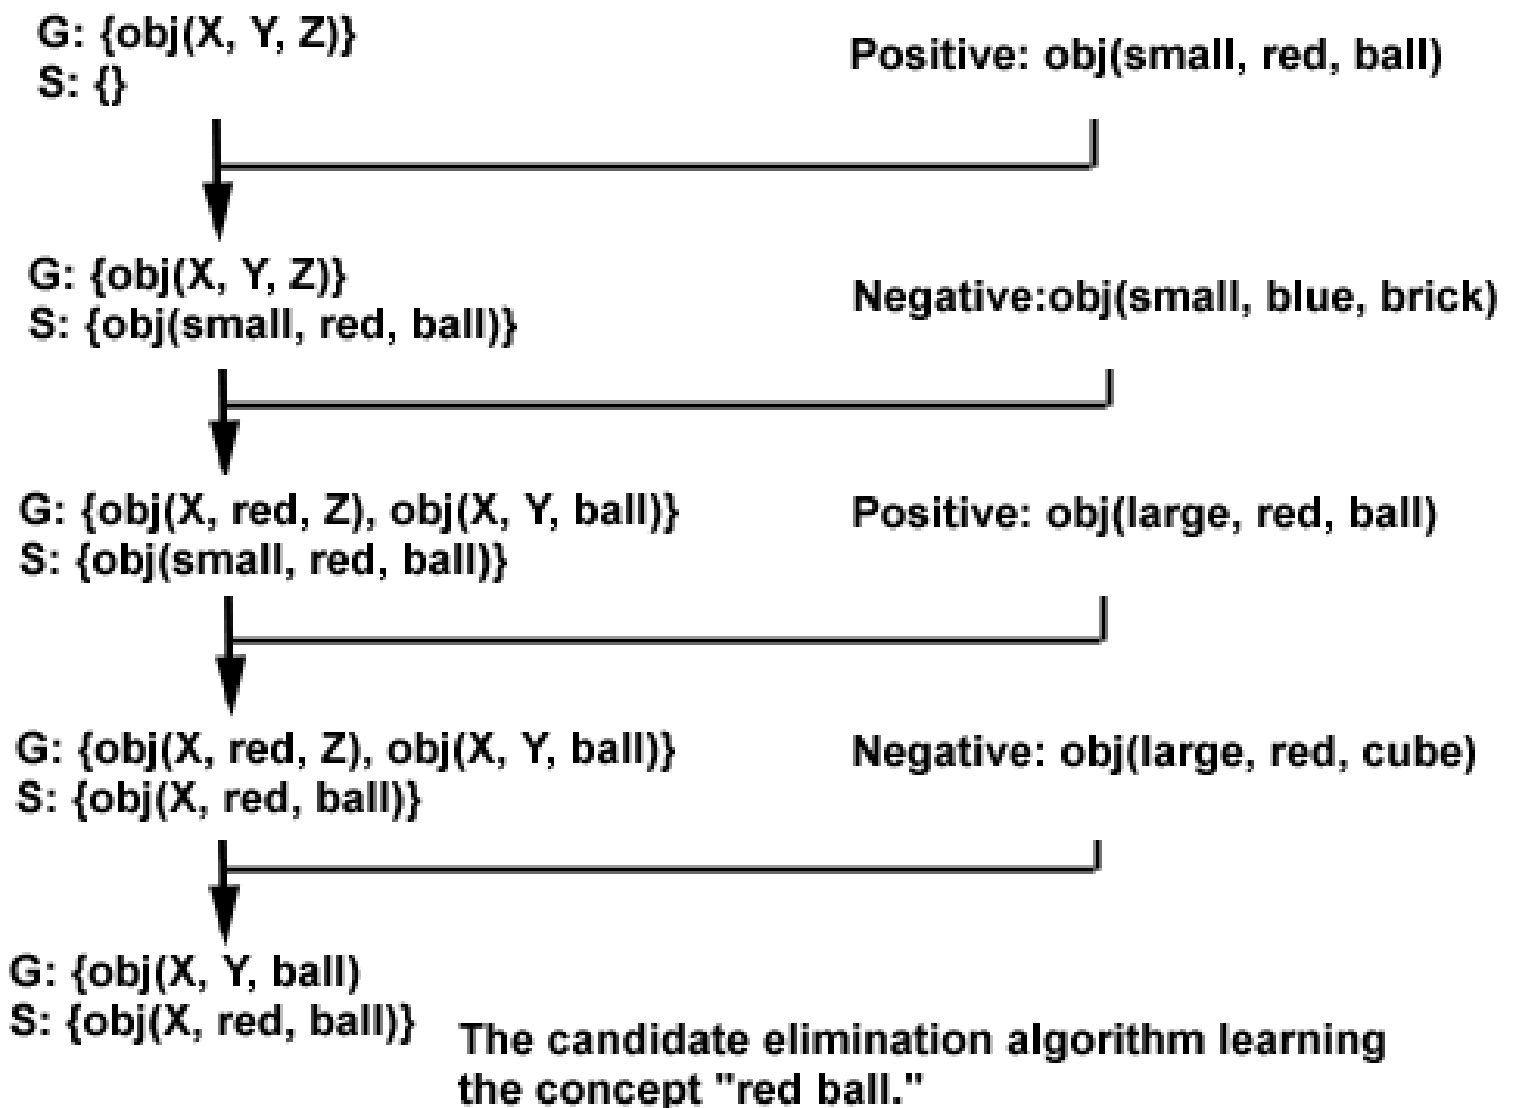 G: {obj(X, Y, Z)}
S: {}
Positive: obj(small, red, ball)
G: {obj(X, Y, Z)}
S: {obj(small, red, ball)}
Negative:obj(small, blue, brick)
G: {obj(X, red, Z), obj(X, Y, ball)}
S: {obj(small, red, ball)}
Positive: obj(large, red, ball)
G: {obj(X, red, Z), obj(X, Y, ball)}
S: {obj(X, red, ball)}
Negative: obj(large, red, cube)
G: {obj(X, Y, ball)
S: {obj(X, red, ball)}
The candidate elimination algorithm learning
the concept "red ball."